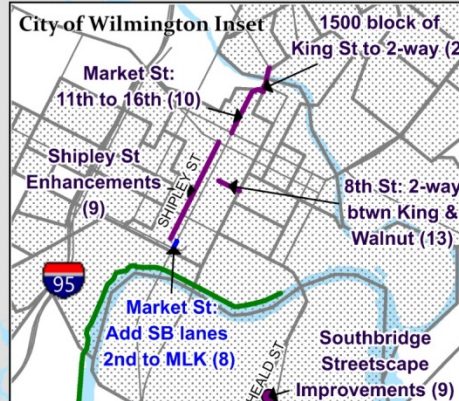 City of Wilmington Inset
1500 block of
King St to 2-way (2
Market St:
11th to 16th (10)
Shipley St
Enhancements
(9)
SHIPLEY ST
8th St: 2-way
btwn King &
Walnut (13)
95
Market St:
Add SB lanes
2nd to MLK (8)
HEALD ST
Southbridge
Streetscape
Improvements (9)